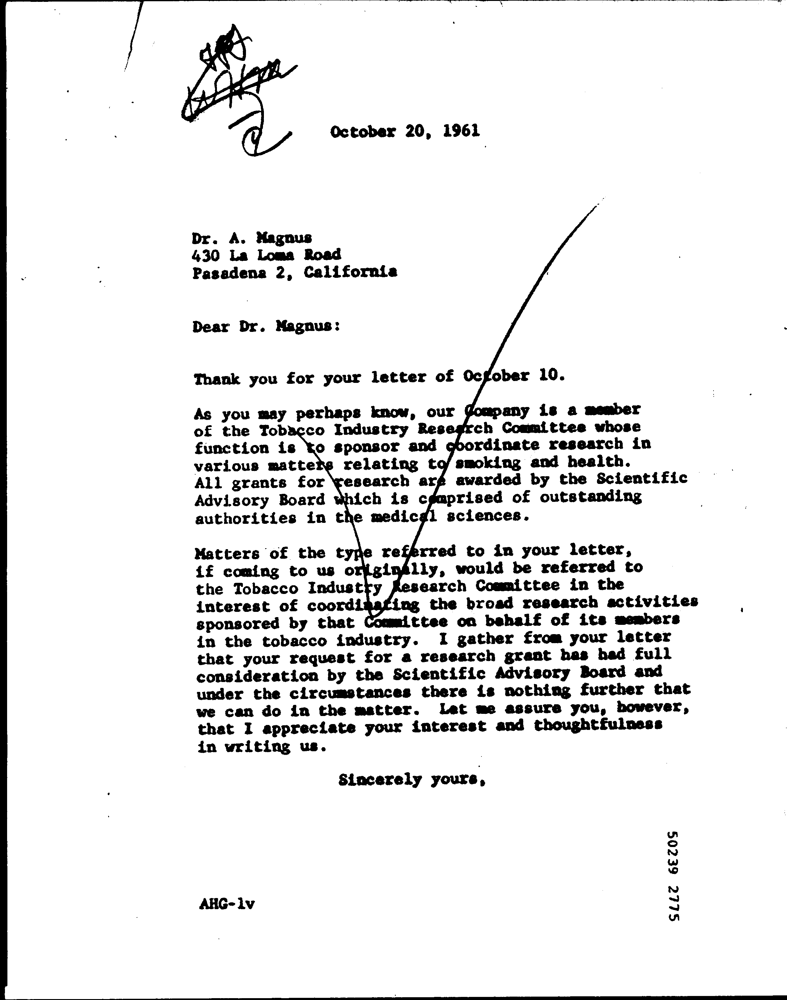 October 20, 1961
Dr. A. Magnus
430 La Loma Road
Pasadena 2, California
Dear Dr. Magnus:
Thank you for your letter of October 10.
As you may perhaps know, our Company is a member
of the Tobacco Industry Research Committee whose
function is to sponsor and coordinate research in
various matters relating to smoking and health.
All grants for research are awarded by the Scientific
Advisory Board which is comprised of outstanding
authorities in the medical sciences.
Matters of the type referred to in your letter,
if coming to us originally, would be referred to
the Tobacco Industry Research Committee in the
interest of coordinating the broad research activities
sponsored by that Committee on behalf of its members
in the tobacco industry. I gather from your letter
that your request for a research grant has had full
consideration by the Scientific Advisory Board and
under the circumstances there is nothing further that
we can do in the matter. Let me assure you, however,
that I appreciate your interest and thoughtfulness
in writing us.
Sincerely yours,
AHG-lv
50239 2775